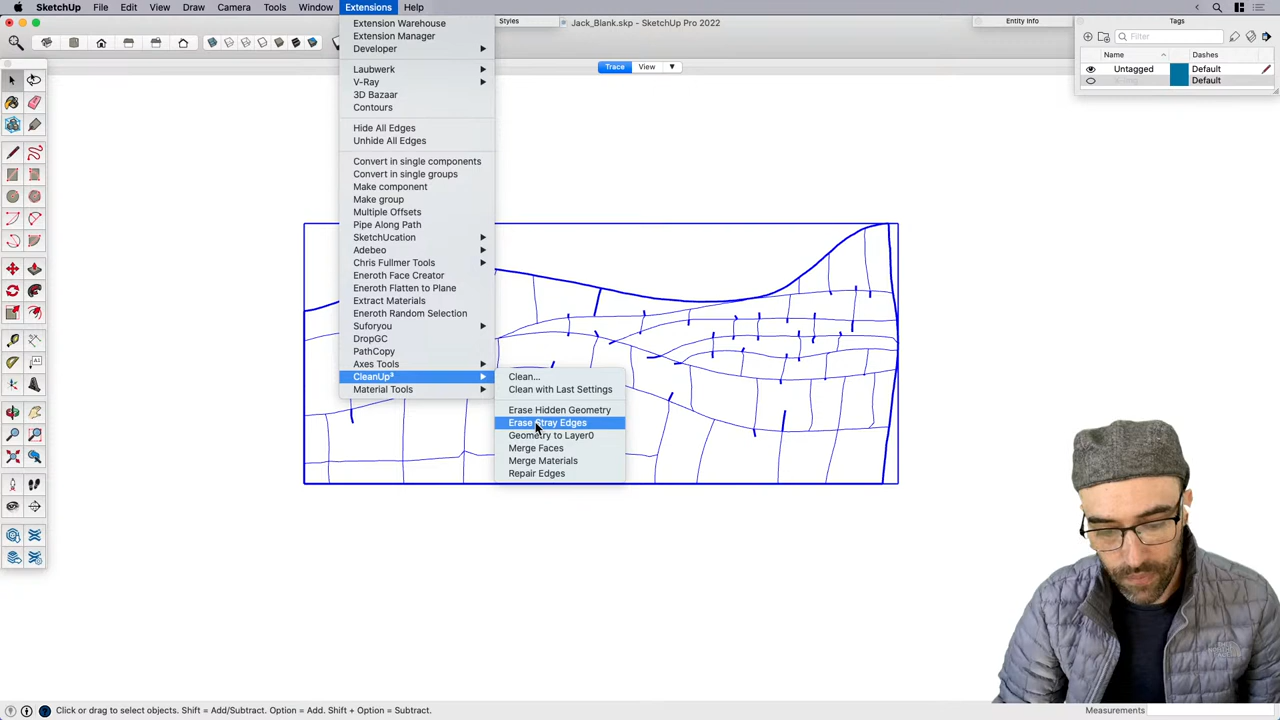 SketchUp File Edit View Draw Camera Tools Window Extensions Help
Styles
Jack_Blank.skp - SketchUp Pro 2022
Entity Info
Tags
Filter
Name Dashes
Untagged Default
Default
Trace View
Extension Warehouse
Extension Manager
Developer
Laubwerk
V-Ray
3D Bazaar
Contours
Hide All Edges
Unhide All Edges
Convert in single components
Convert in single groups
Make component
Make group
Multiple Offsets
Pipe Along Path
SketchUcation
Adebeo
Chris Fullmer Tools
Eneroth Face Creator
Eneroth Flatten to Plane
Extract Materials
Eneroth Random Selection
Suforyou
DropGC
PathCopy
Axes Tools
CleanUp³
Material Tools
Clean...
Clean with Last Settings
Erase Hidden Geometry
Erase Stray Edges
Geometry to Layer0
Merge Faces
Merge Materials
Repair Edges
Click or drag to select objects. Shift = Add/Subtract. Option = Add. Shift + Option = Subtract.
Measurements